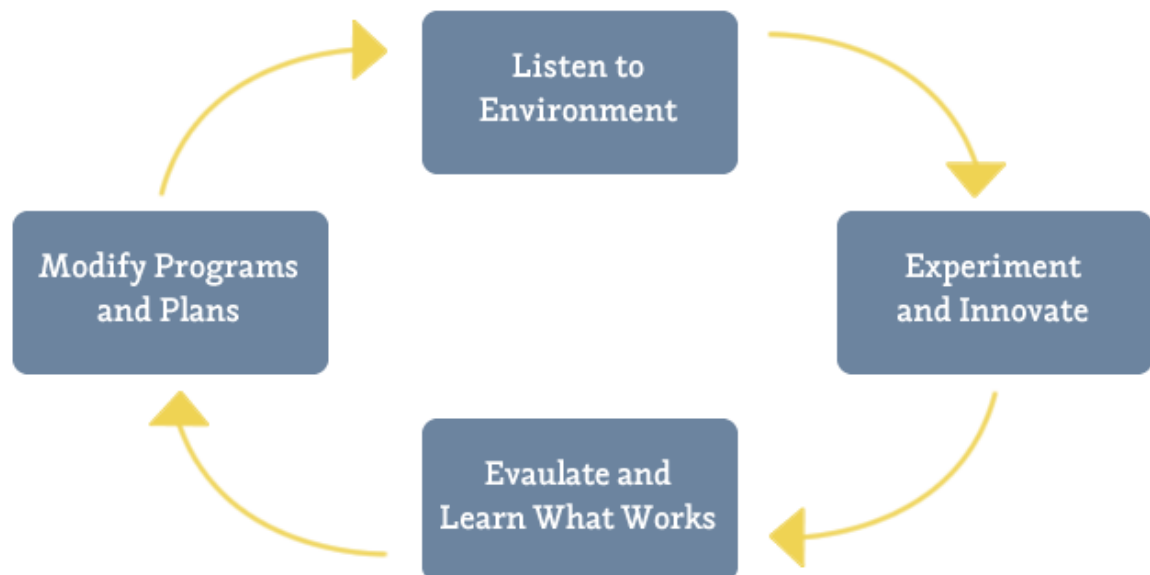 Listen to
Environment
Experiment
and Innovate
Evaulate and
Learn What Works
Modify Programs
and Plans